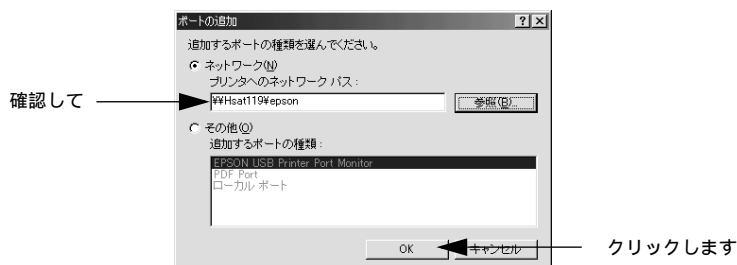 ポートの追加
追加するポートの種類を選んでください。
ネットワーク(N)
プリンタへのネットワーク パス：
確認して
¥¥Hsat119¥epson
参照(B)...
その他(O)
追加するポートの種類：
EPSON USB Printer Port Monitor
PDF Port
ローカル ポート
OK
キャンセル
クリックします